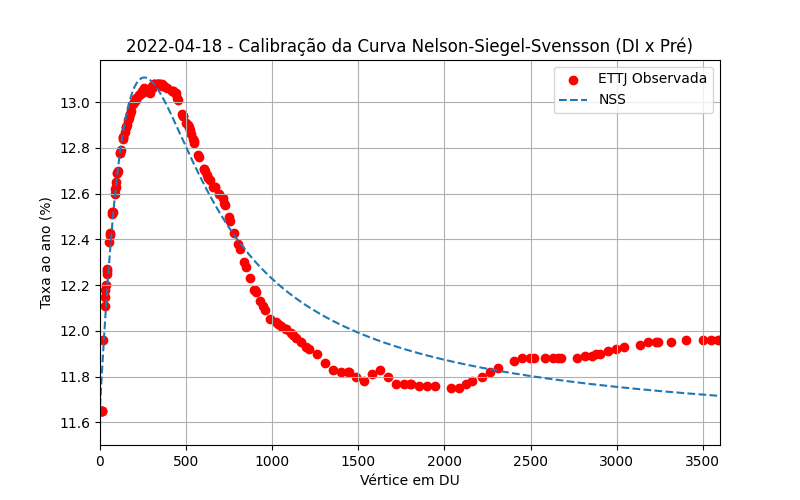 2022-04-18 - Calibração da Curva Nelson-Siegel-Svensson (DI x Pré)
ETTJ Observada
NSS
Taxa ao ano (%)
13.0
12.8
12.6
12.4
12.2
12.0
11.8
11.6
0 500 1000 1500 2000 2500 3000 3500
Vértice em DU